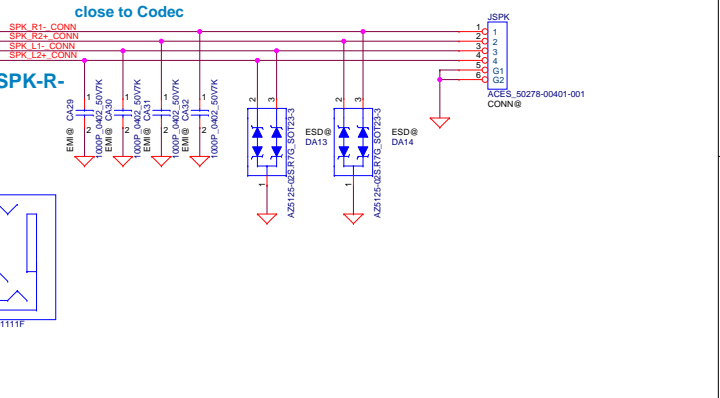 close to Codec
SPK_R1-_CONN
SPK_R2+_CONN
SPK_L1-_CONN
SPK_L2+_CONN
SPK-R-
JSPK
1 1
2 2
3 3
4 4
5 G1
6 G2
ACES_50278-00401-001
CONN@
1
2
EMI@ CA29
1000P_0402_50V7K
1
2
EMI@ CA30
1000P_0402_50V7K
1
2
EMI@ CA31
1000P_0402_50V7K
1
2
EMI@ CA32
1000P_0402_50V7K
2 3
1
ESD@
DA13
AZ5125-02S.R7G_SOT23-3
2 3
1
ESD@
DA14
AZ5125-02S.R7G_SOT23-3
1111F